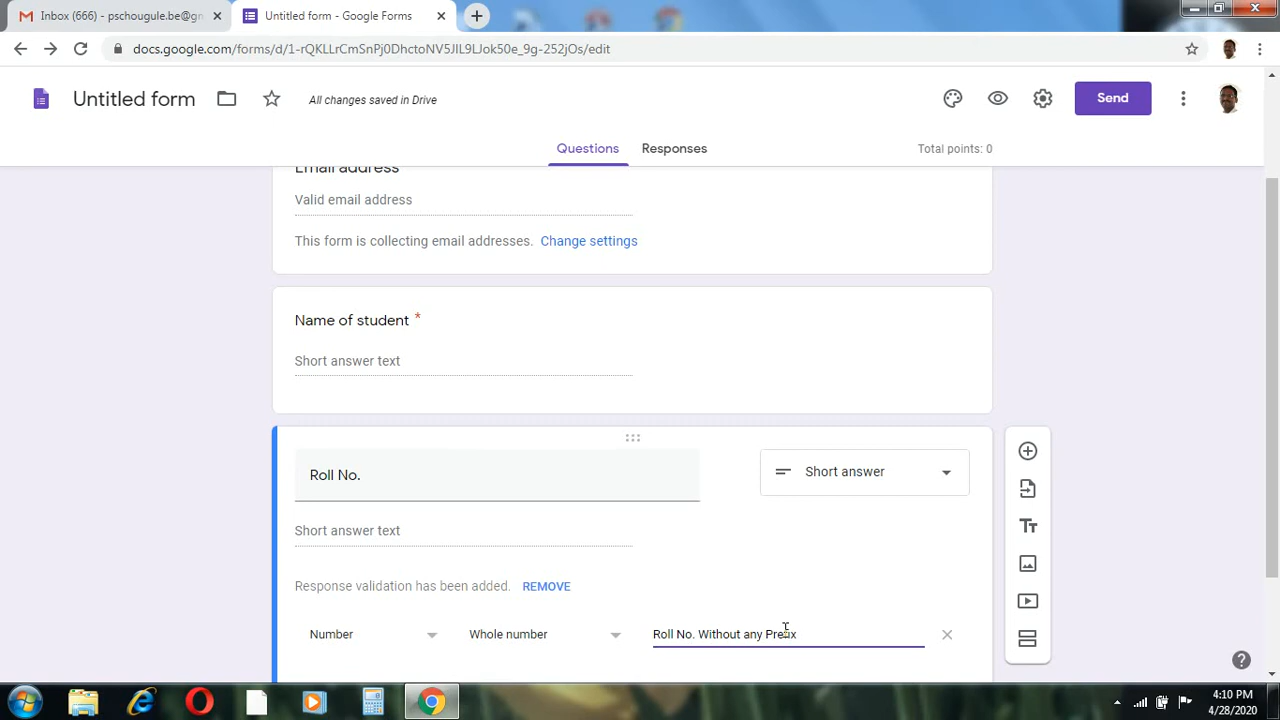 Inbox (666) - pschougule.be@gm
Untitled form - Google Forms
docs.google.com/forms/d/1-rQKLLrCmSnPj0DhctoNV5JIL9LJok50e_9g-252jOs/edit
Untitled form
All changes saved in Drive
Send
Questions
Responses
Total points: 0
Email address
Valid email address
This form is collecting email addresses. Change settings
Name of student *
Short answer text
Roll No.
Short answer
Short answer text
Response validation has been added. REMOVE
Number
Whole number
Roll No. Without any Prefix
4:10 PM
4/28/2020